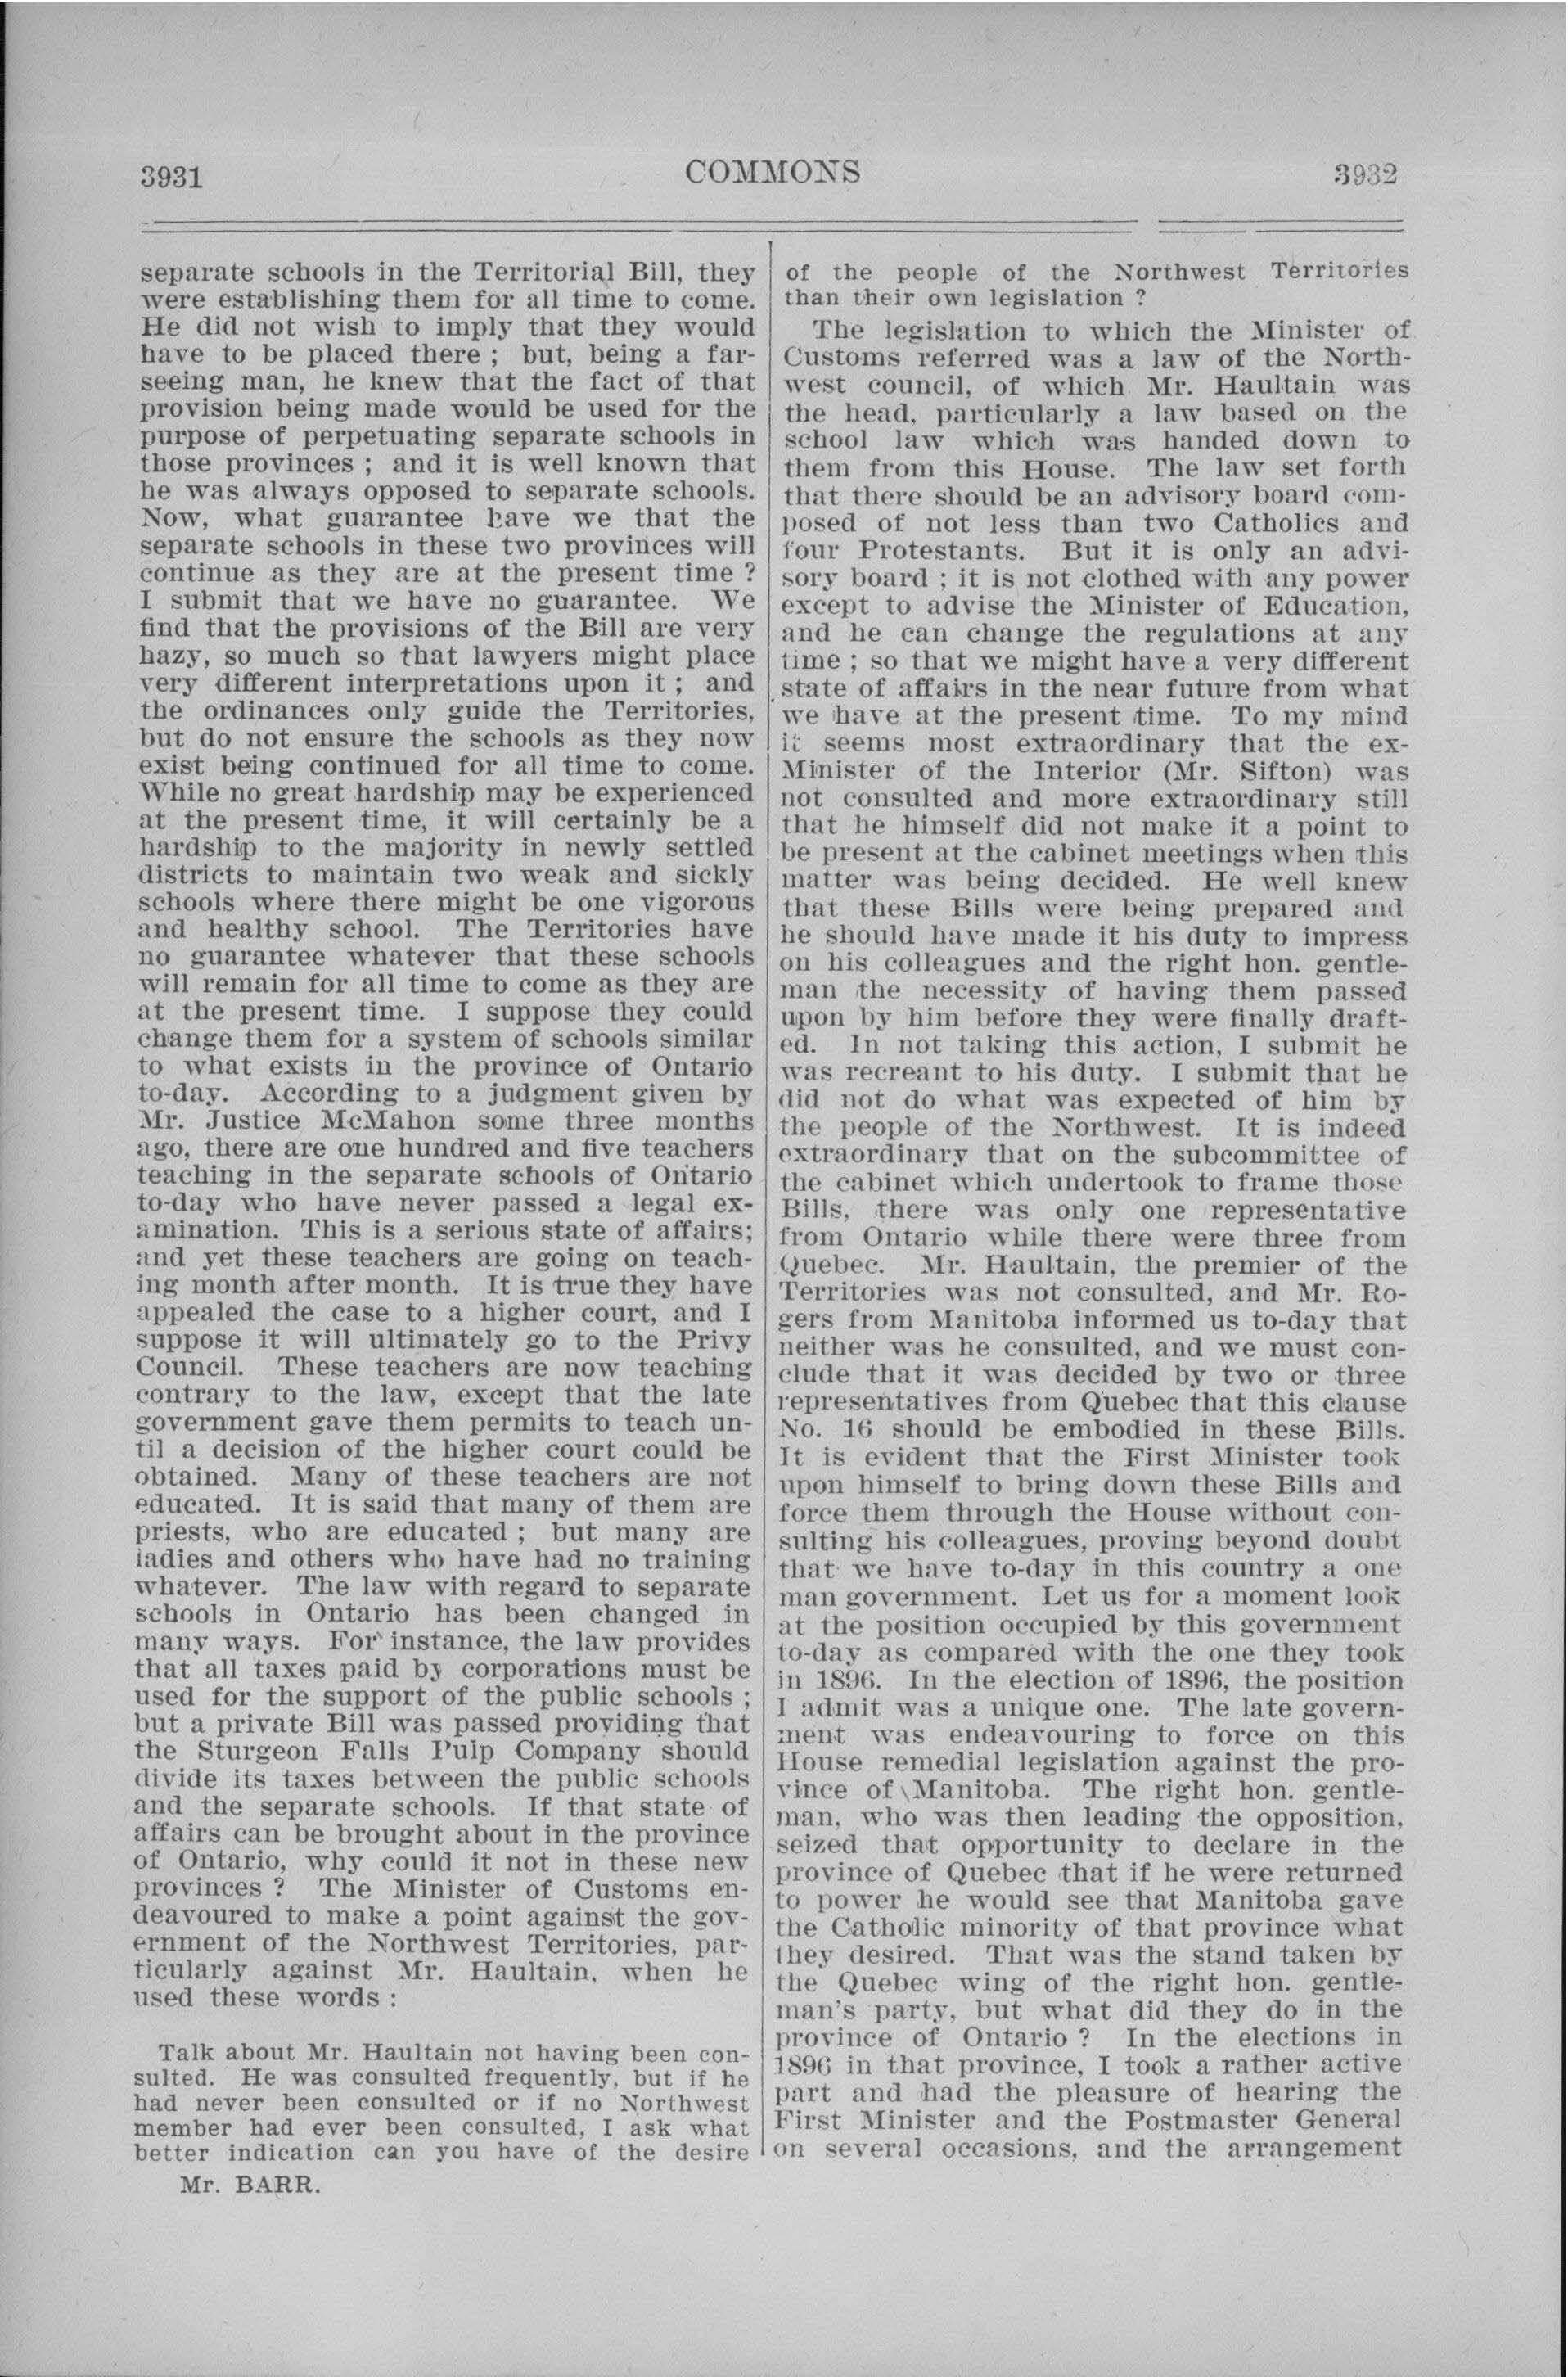 3931
COMMONS
3932
separate schools in the Territorial Bill, they
were establishing them for all time to come.
He did not wish to imply that they would
have to be placed there ; but, being a far-
seeing man, he knew that the fact of that
provision being made would be used for the
purpose of perpetuating separate schools in
those provinces ; and it is well known that
he was always opposed to separate schools.
Now, what guarantee have we that the
separate schools in these two provinces will
continue as they are at the present time ?
I submit that we have no guarantee. We
find that the provisions of the Bill are very
hazy, so much so that lawyers might place
very different interpretations upon it ; and
the ordinances only guide the Territories,
but do not ensure the schools as they now
exist being continued for all time to come.
While no great hardship may be experienced
at the present time, it will certainly be a
hardship to the majority in newly settled
districts to maintain two weak and sickly
schools where there might be one vigorous
and healthy school. The Territories have
no guarantee whatever that these schools
will remain for all time to come as they are
at the present time. I suppose they could
change them for a system of schools similar
to what exists in the province of Ontario
to-day. According to a judgment given by
Mr. Justice McMahon some three months
ago, there are one hundred and five teachers
teaching in the separate schools of Ontario
to-day who have never passed a legal ex-
amination. This is a serious state of affairs;
and yet these teachers are going on teach-
ing month after month. It is true they have
appealed the case to a higher court, and I
suppose it will ultimately go to the Privy
Council. These teachers are now teaching
contrary to the law, except that the late
government gave them permits to teach un-
til a decision of the higher court could be
obtained. Many of these teachers are not
educated. It is said that many of them are
priests, who are educated ; but many are
ladies and others who have had no training
whatever. The law with regard to separate
schools in Ontario has been changed in
many ways. For instance, the law provides
that all taxes paid by corporations must be
used for the support of the public schools ;
but a private Bill was passed providing that
the Sturgeon Falls Pulp Company should
divide its taxes between the public schools
and the separate schools. If that state of
affairs can be brought about in the province
of Ontario, why could it not in these new
provinces ? The Minister of Customs en-
deavoured to make a point against the gov-
ernment of the Northwest Territories, par-
ticularly against Mr. Haultain, when he
used these words :
Talk about Mr. Haultain not having been con-
sulted. He was consulted frequently, but if he
had never been consulted or if no Northwest
member had ever been consulted, I ask what
better indication can you have of the desire
Mr. BARR.
of the people of the Northwest Territories
than their own legislation ?
The legislation to which the Minister of
Customs referred was a law of the North-
west council, of which Mr. Haultain was
the head, particularly a law based on the
school law which was handed down to
them from this House. The law set forth
that there should be an advisory board com-
posed of not less than two Catholics and
four Protestants. But it is only an advi-
sory board ; it is not clothed with any power
except to advise the Minister of Education,
and he can change the regulations at any
time ; so that we might have a very different
state of affairs in the near future from what
we have at the present time. To my mind
it seems most extraordinary that the ex-
Minister of the Interior (Mr. Sifton) was
not consulted and more extraordinary still
that he himself did not make it a point to
be present at the cabinet meetings when this
matter was being decided. He well knew
that these Bills were being prepared and
he should have made it his duty to impress
on his colleagues and the right hon. gentle-
man the necessity of having them passed
upon by him before they were finally draft-
ed. In not taking this action, I submit he
was recreant to his duty. I submit that he
did not do what was expected of him by
the people of the Northwest. It is indeed
extraordinary that on the subcommittee of
the cabinet which undertook to frame those
Bills, there was only one representative
from Ontario while there were three from
Quebec. Mr. Haultain, the premier of the
Territories was not consulted, and Mr. Ro-
gers from Manitoba informed us to-day that
neither was he consulted, and we must con-
clude that it was decided by two or three
representatives from Quebec that this clause
No. 16 should be embodied in these Bills.
It is evident that the First Minister took
upon himself to bring down these Bills and
force them through the House without con-
sulting his colleagues, proving beyond doubt
that we have to-day in this country a one
man government. Let us for a moment look
at the position occupied by this government
to-day as compared with the one they took
in 1896. In the election of 1896, the position
I admit was a unique one. The late govern-
ment was endeavouring to force on this
House remedial legislation against the pro-
vince of Manitoba. The right hon. gentle-
man, who was then leading the opposition,
seized that opportunity to declare in the
province of Quebec that if he were returned
to power he would see that Manitoba gave
the Catholic minority of that province what
they desired. That was the stand taken by
the Quebec wing of the right hon. gentle-
man's party, but what did they do in the
province of Ontario ? In the elections in
1896 in that province, I took a rather active
part and had the pleasure of hearing the
First Minister and the Postmaster General
on several occasions, and the arrangement